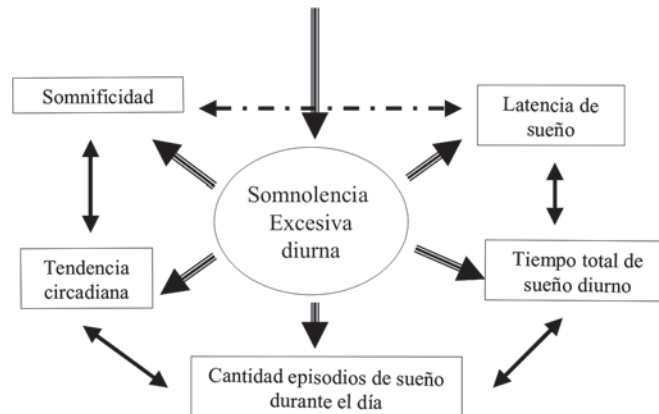 Somnificidad
Latencia de
sueño
Somnolencia
Excesiva
diurna
Tendencia
circadiana
Tiempo total de
sueño diurno
Cantidad episodios de sueño
durante el día